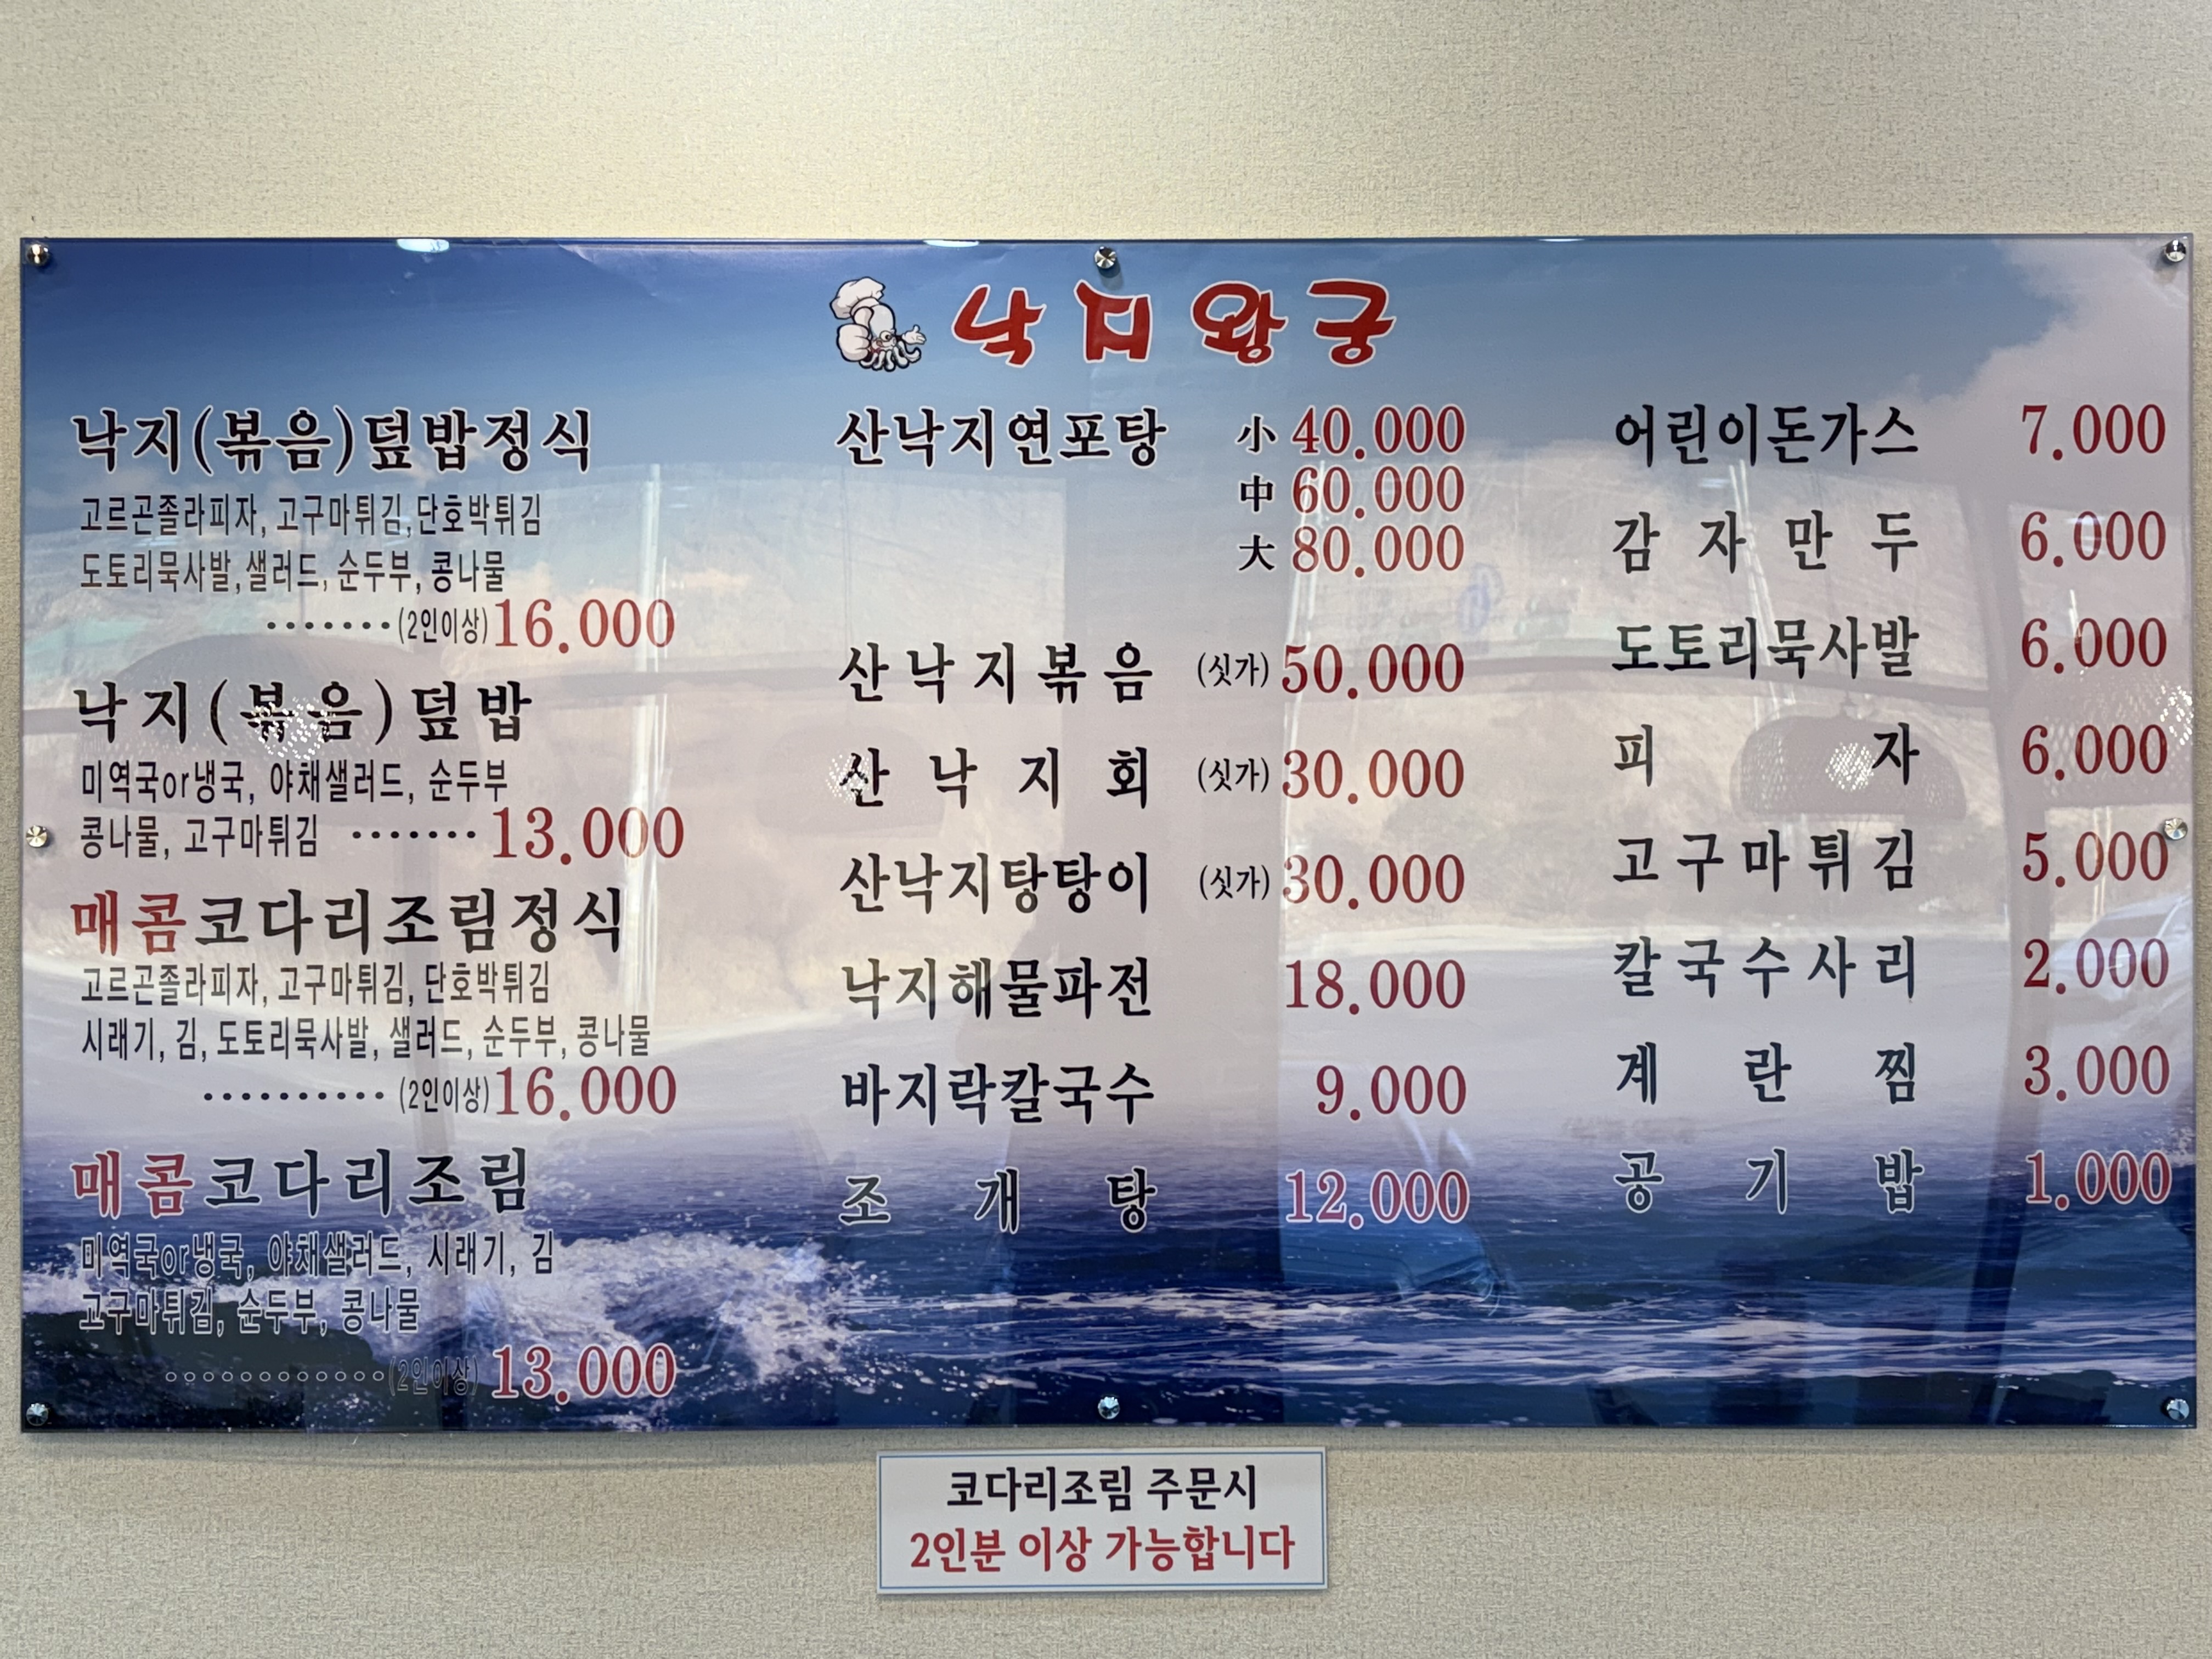 낙지왕궁
낙지(볶음)덮밥정식
고르곤졸라피자, 고구마튀김,단호박튀김
도토리묵사발,샐러드, 순두부, 콩나물
·······(2인이상)16.000
낙지(볶음)덮밥
미역국or냉국, 야채샐러드, 순두부
콩나물, 고구마튀김 ·······13.000
매콤코다리조림정식
고르곤졸라피자, 고구마튀김, 단호박튀김
시래기, 김, 도토리묵사발, 샐러드, 순두부, 콩나물
··········(2인이상)16.000
매콤코다리조림
미역국or냉국, 야채샐러드, 시래기, 김
고구마튀김, 순두부, 콩나물
············(2인이상) 13.000
산낙지연포탕 小 40.000
中 60.000
大 80.000
산낙지볶음 (싯가) 50.000
산낙지회 (싯가) 30.000
산낙지탕탕이 (싯가) 30.000
낙지해물파전 18.000
바지락칼국수 9.000
조개탕 12.000
어린이돈가스 7.000
감자만두 6.000
도토리묵사발 6.000
피자 6.000
고구마튀김 5.000
칼국수사리 2.000
계란찜 3.000
공기밥 1.000
코다리조림 주문시
2인분 이상 가능합니다